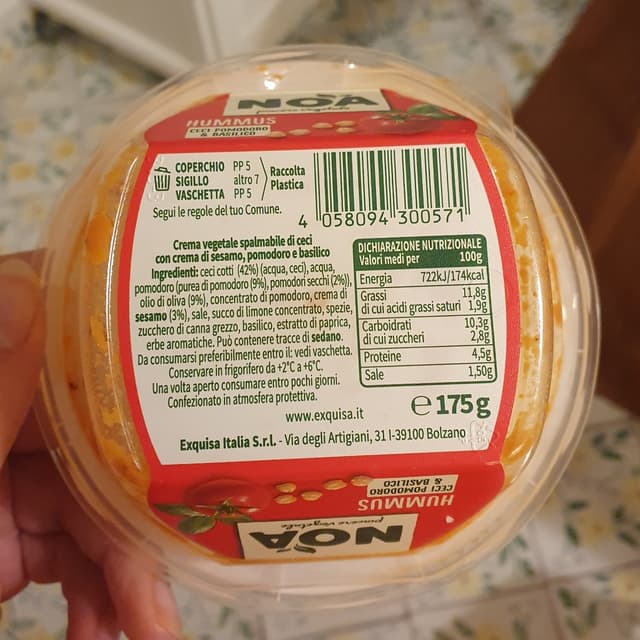 NOA
piacere vegetale
HUMMUS
CECI POMODORO
& BASILICO
COPERCHIO PP 5
SIGILLO altro 7
VASCHETTA PP 5
Raccolta
Plastica
Segui le regole del tuo Comune.
4 058094 300571
Crema vegetale spalmabile di ceci
con crema di sesamo, pomodoro e basilico
Ingredienti: ceci cotti (42%) (acqua, ceci), acqua,
pomodoro (purea di pomodoro (9%), pomodori secchi (2%)),
olio di oliva (9%), concentrato di pomodoro, crema di
sesamo (3%), sale, succo di limone concentrato, spezie,
zucchero di canna grezzo, basilico, estratto di paprica,
erbe aromatiche. Può contenere tracce di sedano.
Da consumarsi preferibilmente entro il: vedi vaschetta.
Conservare in frigorifero da +2°C a +6°C.
Una volta aperto consumare entro pochi giorni.
Confezionato in atmosfera protettiva.
www.exquisa.it
Exquisa Italia S.r.l. - Via degli Artigiani, 31 I-39100 Bolzano
DICHIARAZIONE NUTRIZIONALE
Valori medi per 100g
Energia 722kJ/174kcal
Grassi 11,8g
di cui acidi grassi saturi 1,9g
Carboidrati 10,3g
di cui zuccheri 2,8g
Proteine 4,5g
Sale 1,50g
e 175 g
HUMMUS
CECI POMODORO
& BASILICO
NOA
piacere vegetale